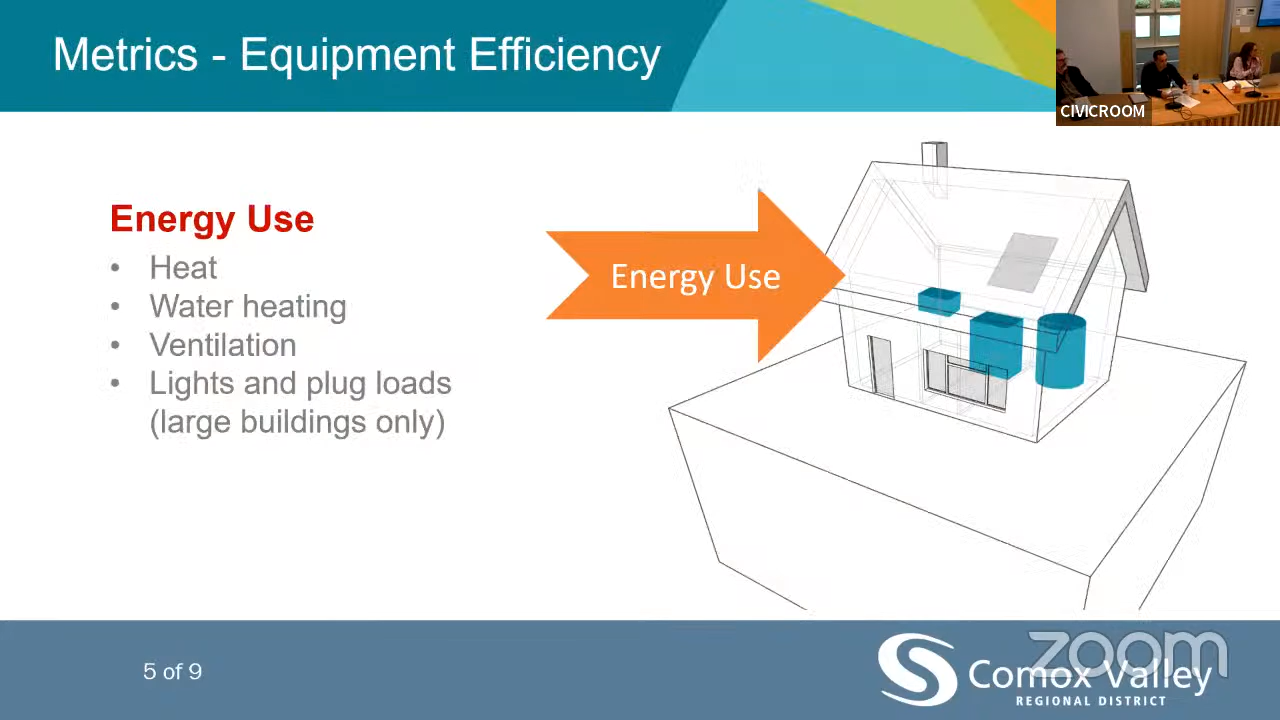 Metrics - Equipment Efficiency
CIVICROOM
Energy Use
• Heat
• Water heating
• Ventilation
• Lights and plug loads
(large buildings only)
Energy Use
5 of 9
zoom
Comox Valley
REGIONAL DISTRICT